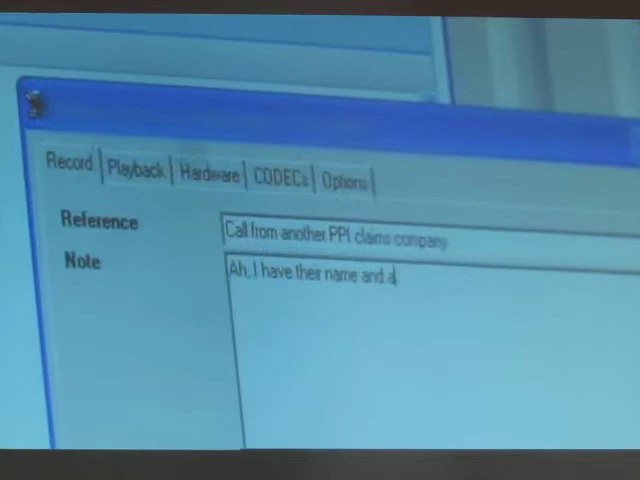 Record
Playback
Hardware
CODECs
Options
Reference
Call from another PPI claims company
Note
Ah, I have their name and a